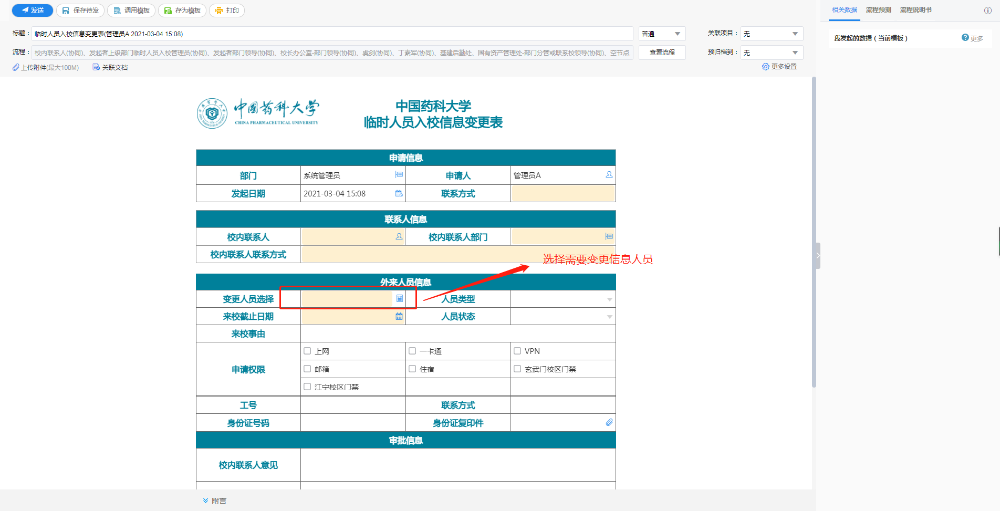 发送 保存待发 调用模板 存为模板 打印
相关数据 流程预测 流程说明书
标题： 临时人员入校信息变更表(管理员A 2021-03-04 15:08) 普通 关联项目： 无
我发起的数据（当前模板） 更多
流程： 校内联系人(协同)、发起者上级部门临时人员入校管理员(协同)、发起者部门领导(协同)、校长办公室-部门领导(协同)、虞剑(协同)、丁素军(协同)、基建后勤处、国有资产管理处-部门分管或联系校领导(协同)、空节点. 查看流程 预归档到： 无
上传附件(最大100M) 关联文档 更多设置
中国药科大学
CHINA PHARMACEUTICAL UNIVERSITY
中国药科大学
临时人员入校信息变更表
申请信息
部门 系统管理员 申请人 管理员A
发起日期 2021-03-04 15:08 联系方式
联系人信息
校内联系人 校内联系人部门
校内联系人联系方式
选择需要变更信息人员
外来人员信息
变更人员选择 人员类型
来校截止日期 人员状态
来校事由
申请权限
上网 一卡通 VPN
邮箱 住宿 玄武门校区门禁
江宁校区门禁
工号 联系方式
身份证号码 身份证复印件
审批信息
校内联系人意见
附言